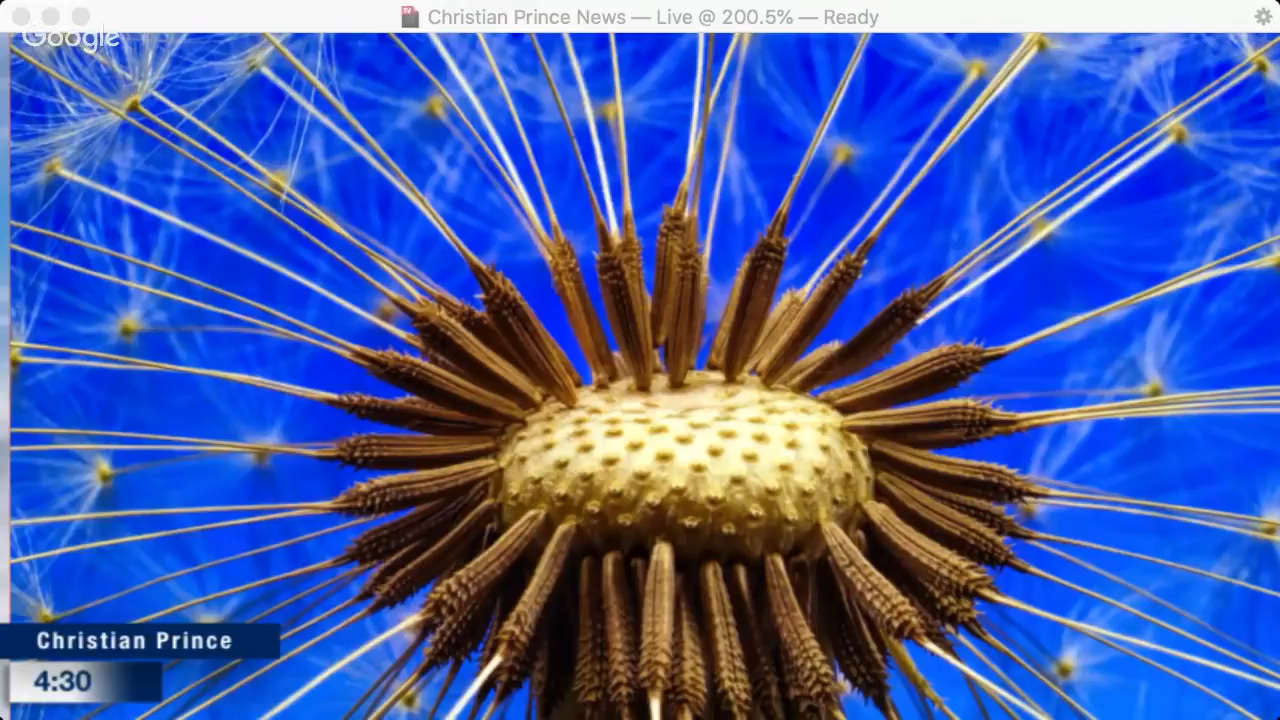 Christian Prince News — Live @ 200.5% — Ready
Google
Christian Prince
4:30